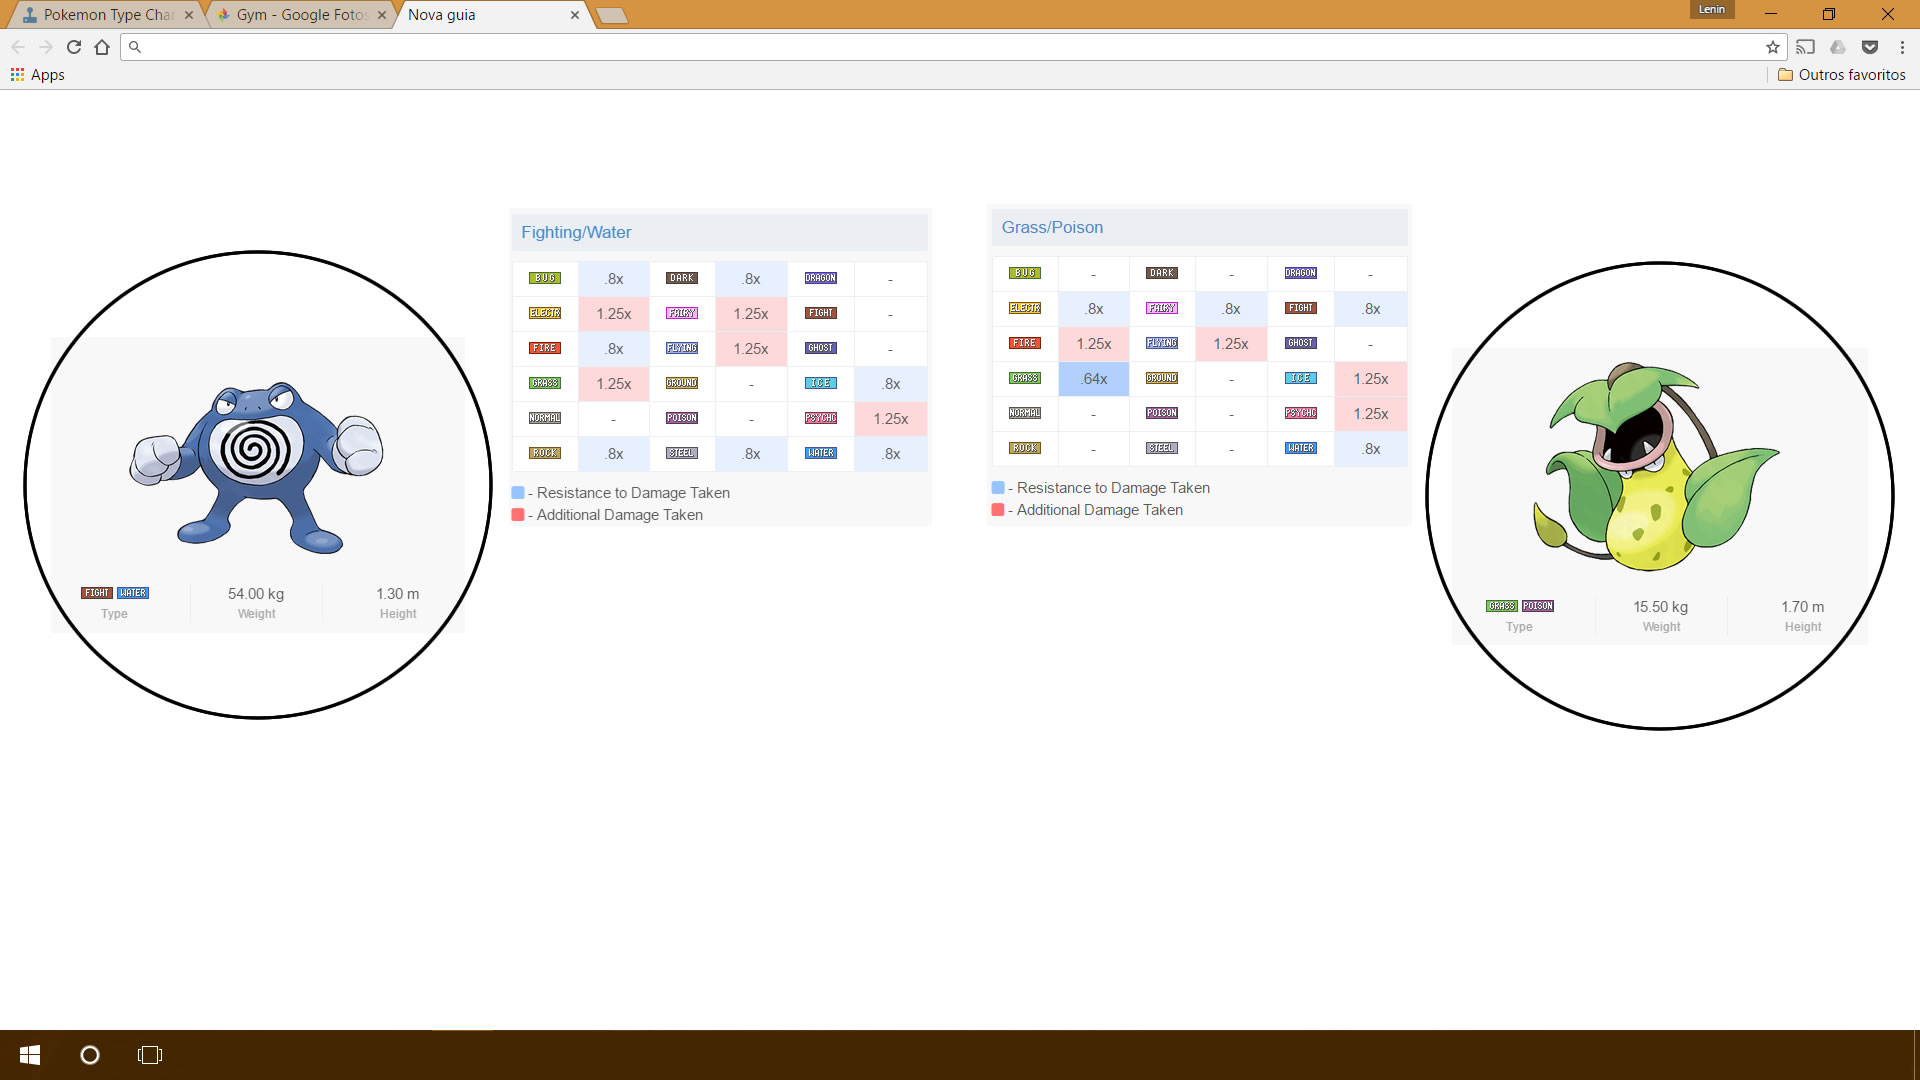 Pokemon Type Cha
Gym - Google Fotos
Nova guia
Lenin
Apps
Outros favoritos
Fighting/Water
BUG .8x DARK .8x DRAGON -
ELECTR 1.25x FAIRY 1.25x FIGHT -
FIRE .8x FLYING 1.25x GHOST -
GRASS 1.25x GROUND - ICE .8x
NORMAL - POISON - PSYCHC 1.25x
ROCK .8x STEEL .8x WATER .8x
- Resistance to Damage Taken
- Additional Damage Taken
Grass/Poison
BUG - DARK - DRAGON -
ELECTR .8x FAIRY .8x FIGHT .8x
FIRE 1.25x FLYING 1.25x GHOST -
GRASS .64x GROUND - ICE 1.25x
NORMAL - POISON - PSYCHC 1.25x
ROCK - STEEL - WATER .8x
- Resistance to Damage Taken
- Additional Damage Taken
FIGHT WATER 54.00 kg 1.30 m
Type Weight Height
GRASS POISON 15.50 kg 1.70 m
Type Weight Height